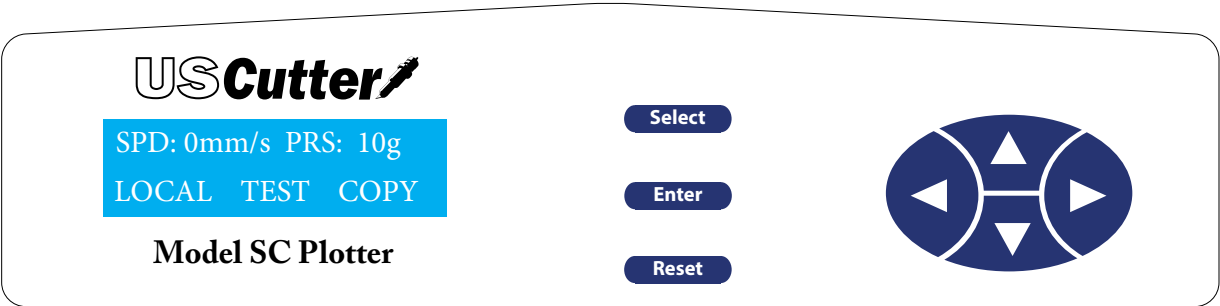 USCutter
SPD: 0mm/s PRS: 10g
LOCAL TEST COPY
Model SC Plotter
Select
Enter
Reset